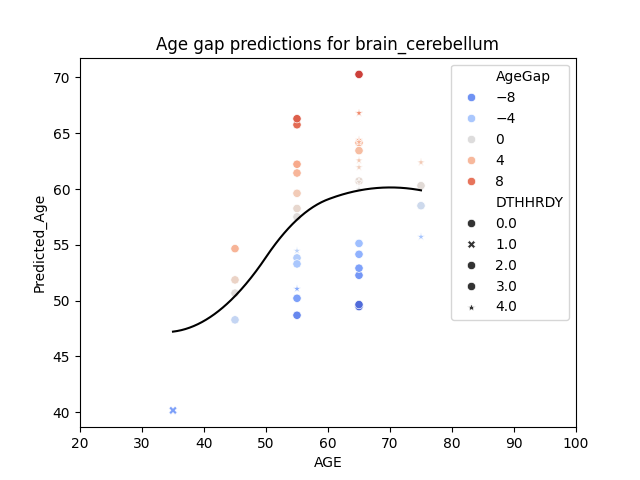 Age gap predictions for brain_cerebellum
Predicted_Age
70
65
60
55
50
45
40
20 30 40 50 60 70 80 90 100
AGE
AgeGap
−8
−4
0
4
8
DTHHRDY
0.0
1.0
2.0
3.0
4.0